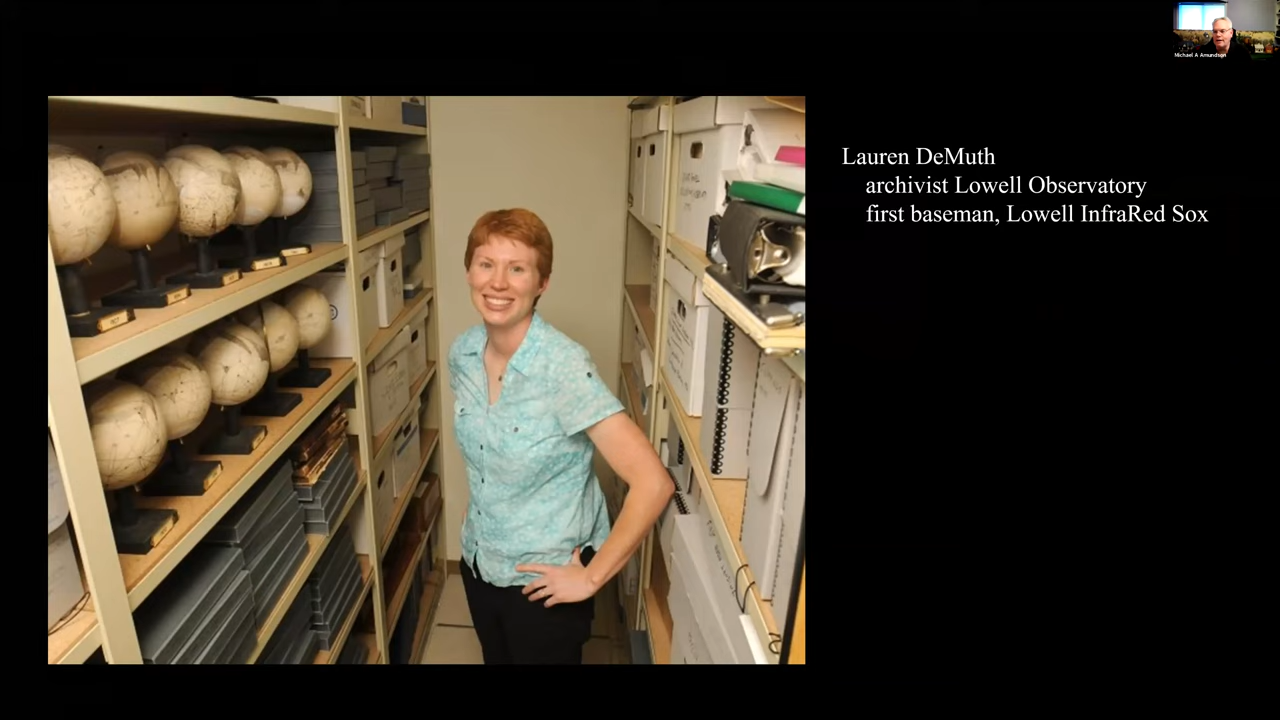 Michael A Amundson
Lauren DeMuth
archivist Lowell Observatory
first baseman, Lowell InfraRed Sox